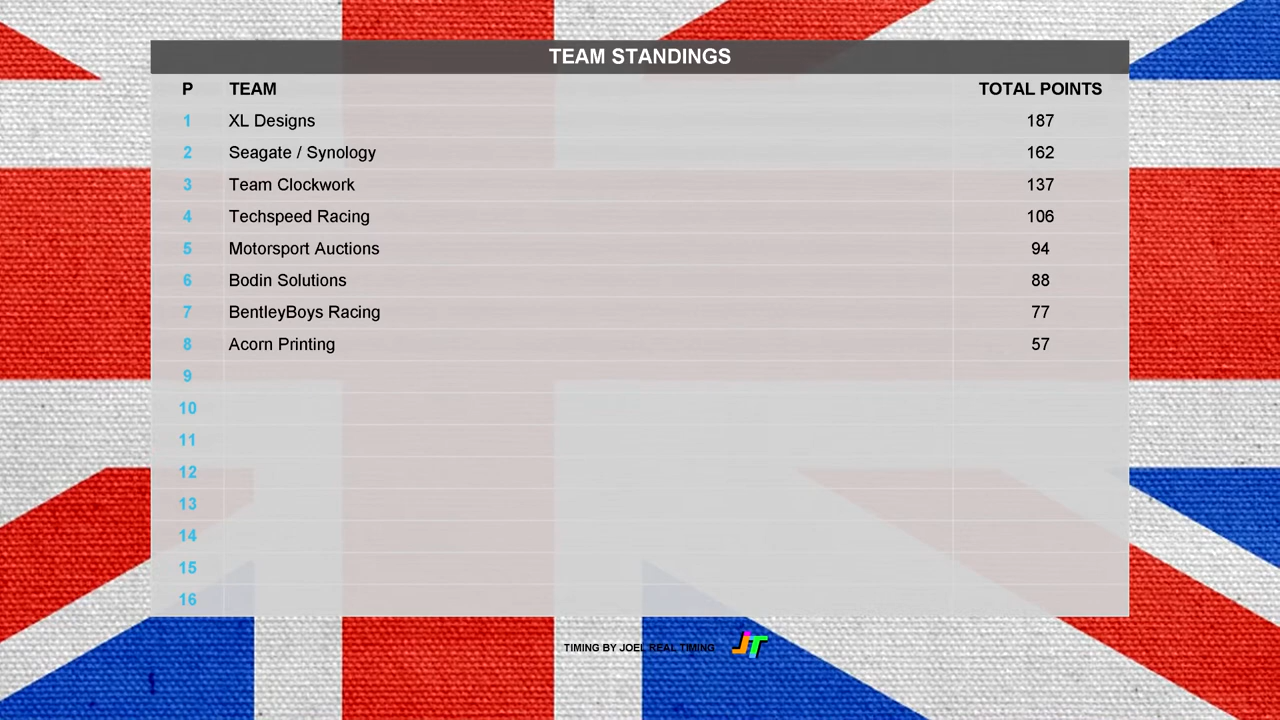 TEAM STANDINGS
P TEAM TOTAL POINTS
1 XL Designs 187
2 Seagate / Synology 162
3 Team Clockwork 137
4 Techspeed Racing 106
5 Motorsport Auctions 94
6 Bodin Solutions 88
7 BentleyBoys Racing 77
8 Acorn Printing 57
9
10
11
12
13
14
15
16
TIMING BY JOEL REAL TIMING JT